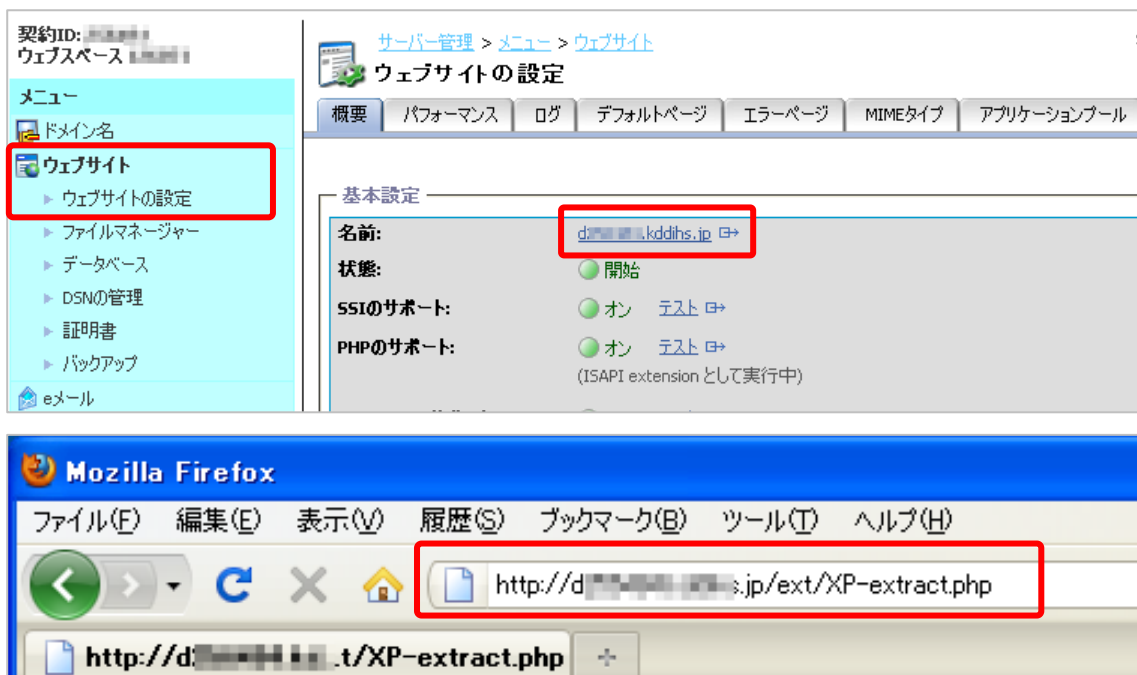 契約ID:
ウェブスペース
メニュー
ドメイン名
ウェブサイト
ウェブサイトの設定
ファイルマネージャー
データベース
DSNの管理
証明書
バックアップ
eメール
サーバー管理 > メニュー > ウェブサイト
ウェブサイトの設定
概要 パフォーマンス ログ デフォルトページ エラーページ MIMEタイプ アプリケーションプール
基本設定
名前: .kddihs.jp
状態: 開始
SSIのサポート: オン テスト
PHPのサポート: オン テスト
(ISAPI extension として実行中)
Mozilla Firefox
ファイル(F) 編集(E) 表示(V) 履歴(S) ブックマーク(B) ツール(T) ヘルプ(H)
http://d s.jp/ext/XP-extract.php
http://d .t/XP-extract.php